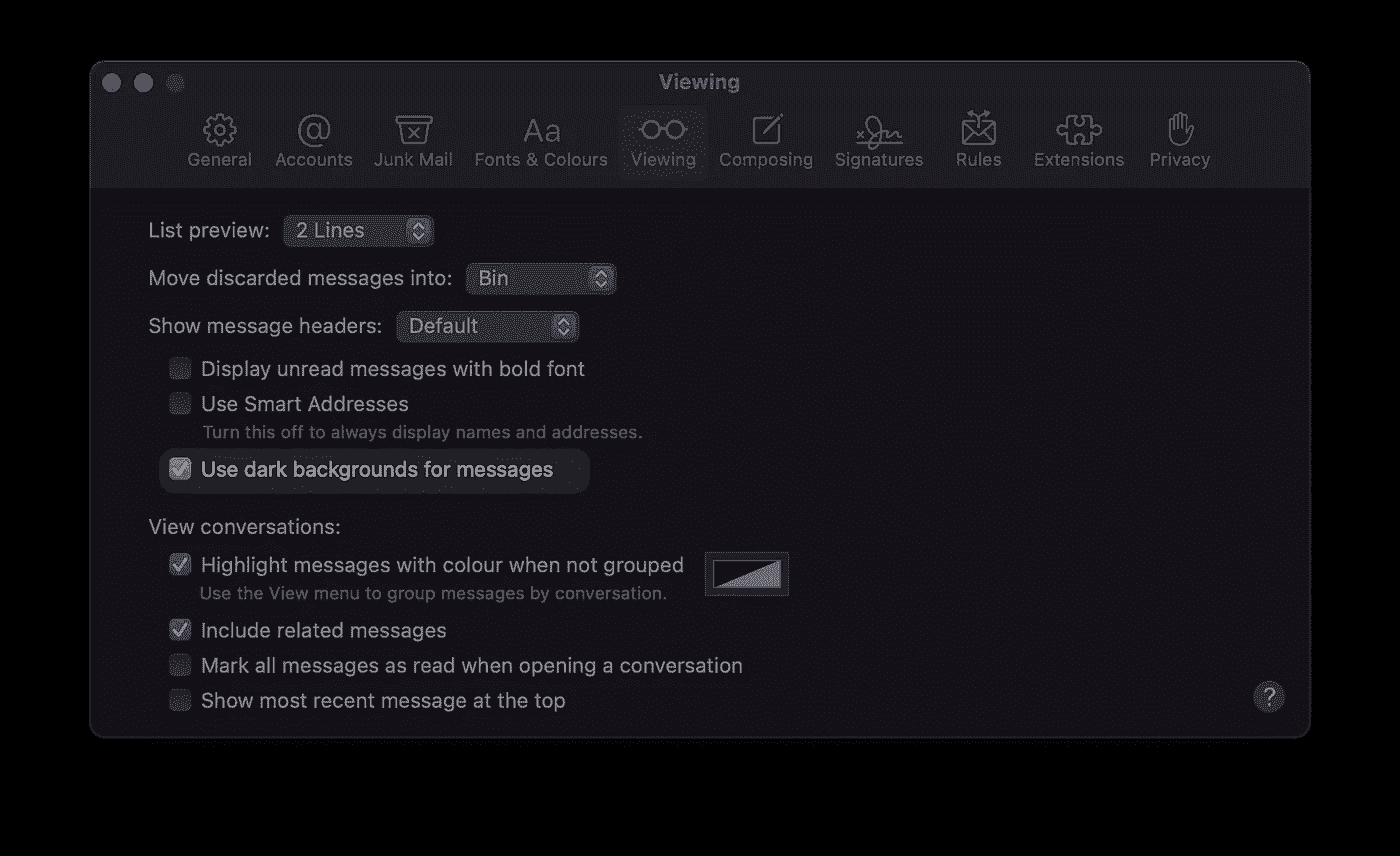 Viewing
General Accounts Junk Mail Fonts & Colours Viewing Composing Signatures Rules Extensions Privacy
List preview: 2 Lines
Move discarded messages into: Bin
Show message headers: Default
Display unread messages with bold font
Use Smart Addresses
Turn this off to always display names and addresses.
Use dark backgrounds for messages
View conversations:
Highlight messages with colour when not grouped
Use the View menu to group messages by conversation.
Include related messages
Mark all messages as read when opening a conversation
Show most recent message at the top
?